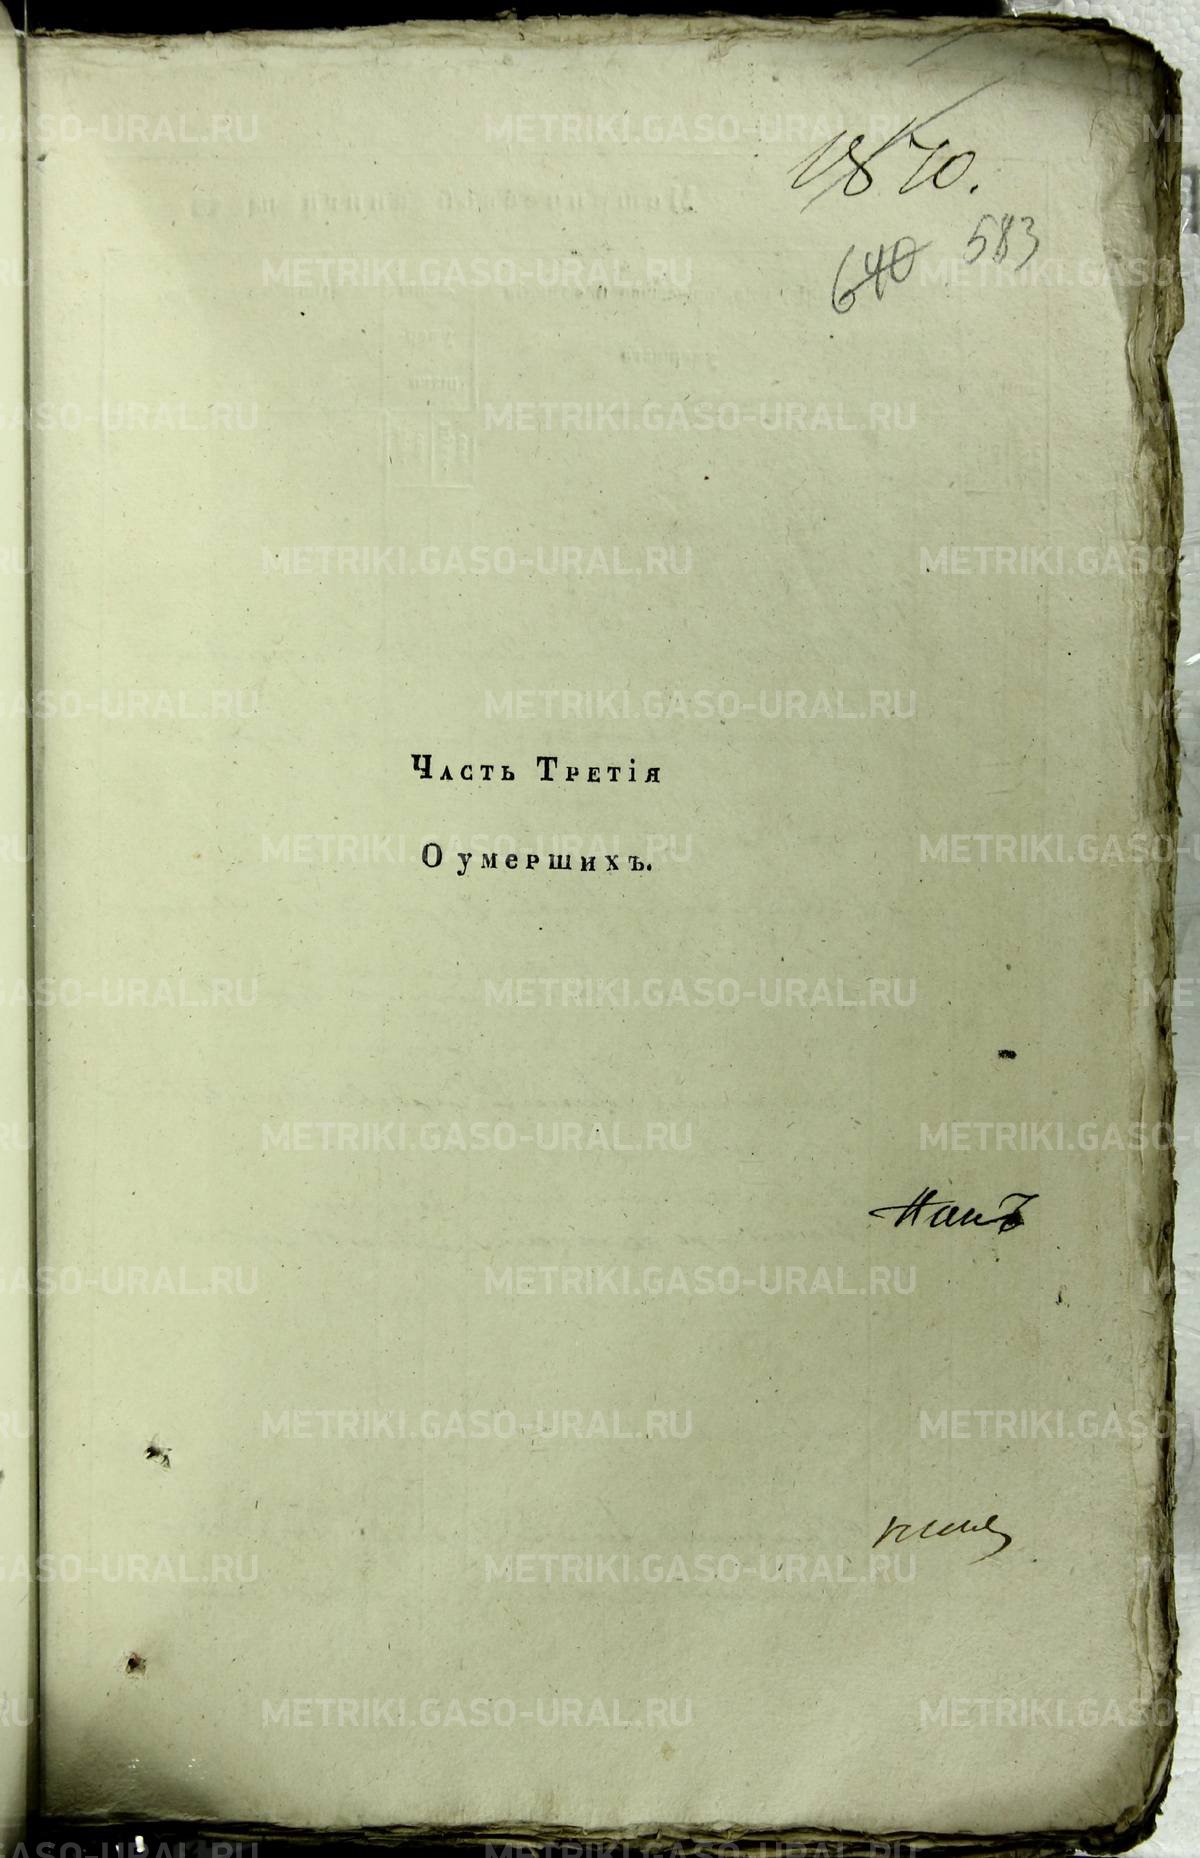 1870.
640 583
Часть Третія
О умершихъ.